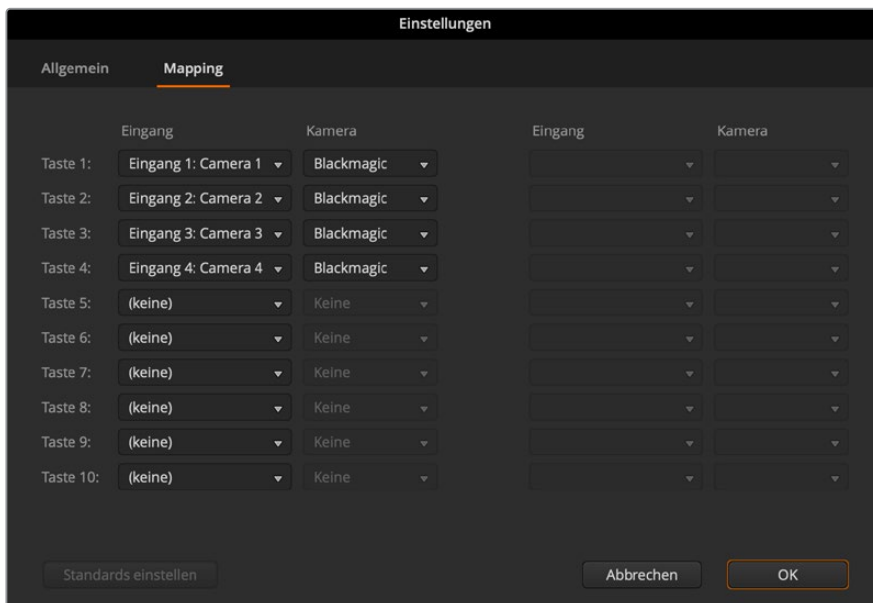 Einstellungen
Allgemein Mapping
Eingang Kamera Eingang Kamera
Taste 1: Eingang 1: Camera 1 Blackmagic
Taste 2: Eingang 2: Camera 2 Blackmagic
Taste 3: Eingang 3: Camera 3 Blackmagic
Taste 4: Eingang 4: Camera 4 Blackmagic
Taste 5: (keine) Keine
Taste 6: (keine) Keine
Taste 7: (keine) Keine
Taste 8: (keine) Keine
Taste 9: (keine) Keine
Taste 10: (keine) Keine
Standards einstellen Abbrechen OK